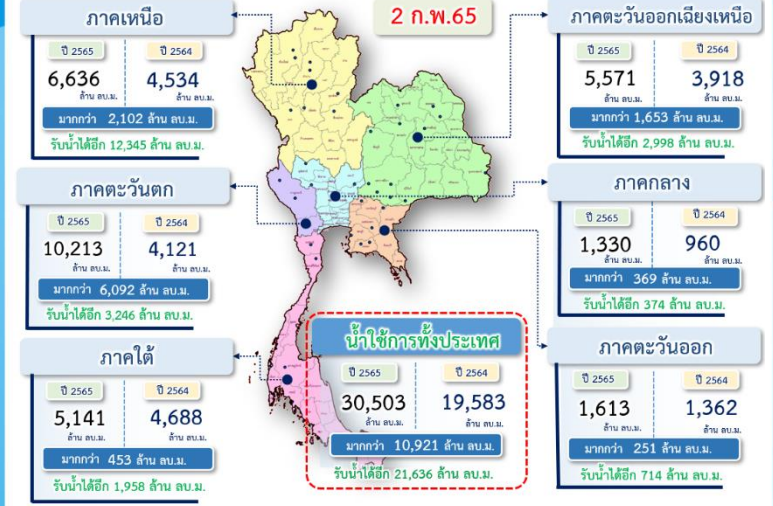 2 ก.พ.65
ภาคเหนือ
ปี 2565 ปี 2564
6,636 4,534
ล้าน ลบ.ม. ล้าน ลบ.ม.
มากกว่า 2,102 ล้าน ลบ.ม.
รับน้ำได้อีก 12,345 ล้าน ลบ.ม.
ภาคตะวันออกเฉียงเหนือ
ปี 2565 ปี 2564
5,571 3,918
ล้าน ลบ.ม. ล้าน ลบ.ม.
มากกว่า 1,653 ล้าน ลบ.ม.
รับน้ำได้อีก 2,998 ล้าน ลบ.ม.
ภาคตะวันตก
ปี 2565 ปี 2564
10,213 4,121
ล้าน ลบ.ม. ล้าน ลบ.ม.
มากกว่า 6,092 ล้าน ลบ.ม.
รับน้ำได้อีก 3,246 ล้าน ลบ.ม.
ภาคกลาง
ปี 2565 ปี 2564
1,330 960
ล้าน ลบ.ม. ล้าน ลบ.ม.
มากกว่า 369 ล้าน ลบ.ม.
รับน้ำได้อีก 374 ล้าน ลบ.ม.
ภาคใต้
ปี 2565 ปี 2564
5,141 4,688
ล้าน ลบ.ม. ล้าน ลบ.ม.
มากกว่า 453 ล้าน ลบ.ม.
รับน้ำได้อีก 1,958 ล้าน ลบ.ม.
น้ำใช้การทั้งประเทศ
ปี 2565 ปี 2564
30,503 19,583
ล้าน ลบ.ม. ล้าน ลบ.ม.
มากกว่า 10,921 ล้าน ลบ.ม.
รับน้ำได้อีก 21,636 ล้าน ลบ.ม.
ภาคตะวันออก
ปี 2565 ปี 2564
1,613 1,362
ล้าน ลบ.ม. ล้าน ลบ.ม.
มากกว่า 251 ล้าน ลบ.ม.
รับน้ำได้อีก 714 ล้าน ลบ.ม.